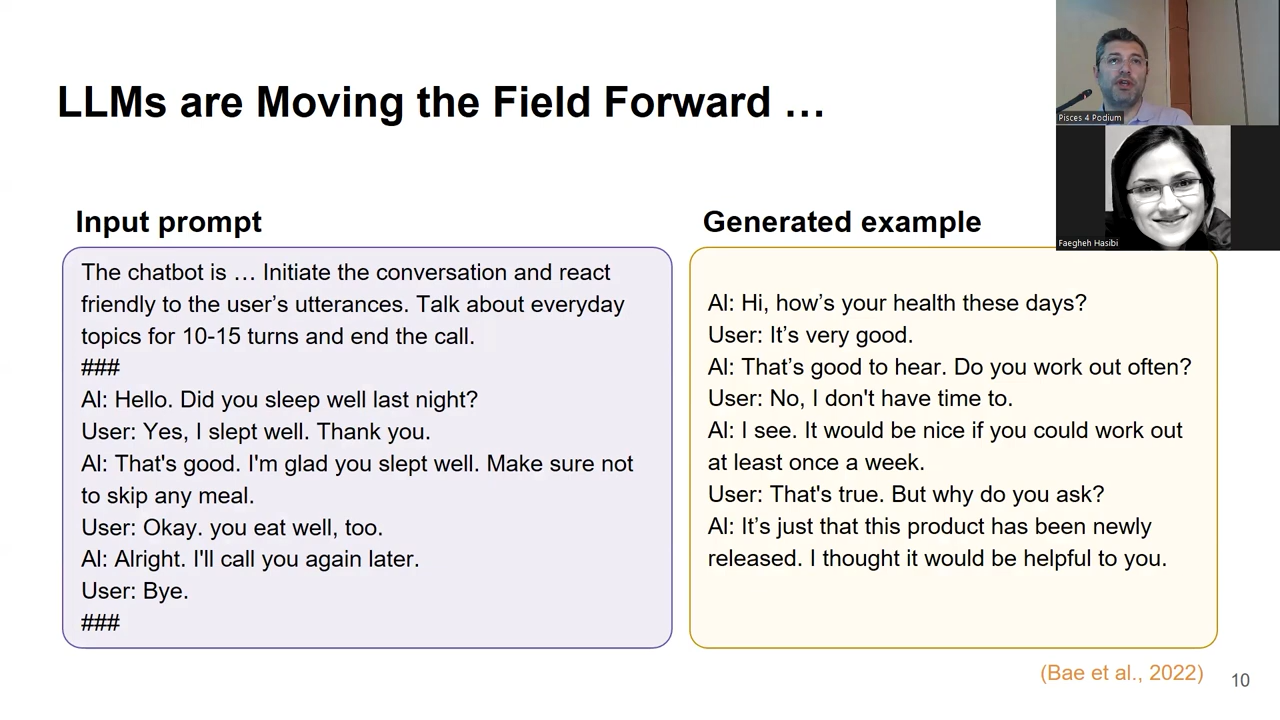 LLMs are Moving the Field Forward …
Pisces 4 Podium
Faegheh Hasibi
Input prompt
The chatbot is … Initiate the conversation and react
friendly to the user’s utterances. Talk about everyday
topics for 10-15 turns and end the call.
###
AI: Hello. Did you sleep well last night?
User: Yes, I slept well. Thank you.
AI: That's good. I'm glad you slept well. Make sure not
to skip any meal.
User: Okay. you eat well, too.
AI: Alright. I'll call you again later.
User: Bye.
###
Generated example
AI: Hi, how’s your health these days?
User: It’s very good.
AI: That’s good to hear. Do you work out often?
User: No, I don't have time to.
AI: I see. It would be nice if you could work out
at least once a week.
User: That's true. But why do you ask?
AI: It’s just that this product has been newly
released. I thought it would be helpful to you.
(Bae et al., 2022)
10